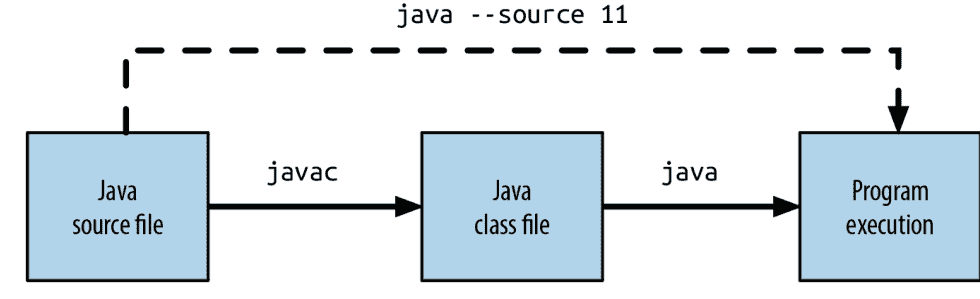 java --source 11
javac
java
Java
source file
Java
class file
Program
execution